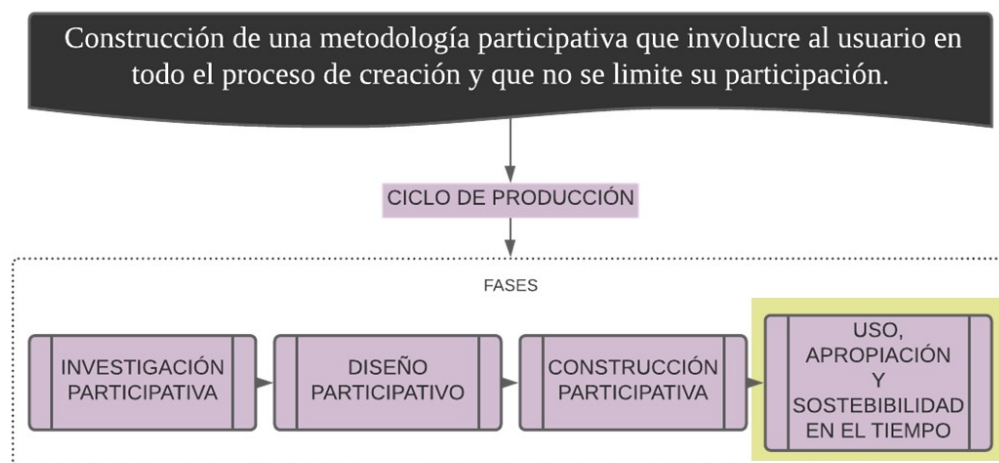 Construcción de una metodología participativa que involucre al usuario en
todo el proceso de creación y que no se limite su participación.
CICLO DE PRODUCCIÓN
FASES
INVESTIGACIÓN
PARTICIPATIVA
DISEÑO
PARTICIPATIVO
CONSTRUCCIÓN
PARTICIPATIVA
USO,
APROPIACIÓN
Y
SOSTEBIBILIDAD
EN EL TIEMPO